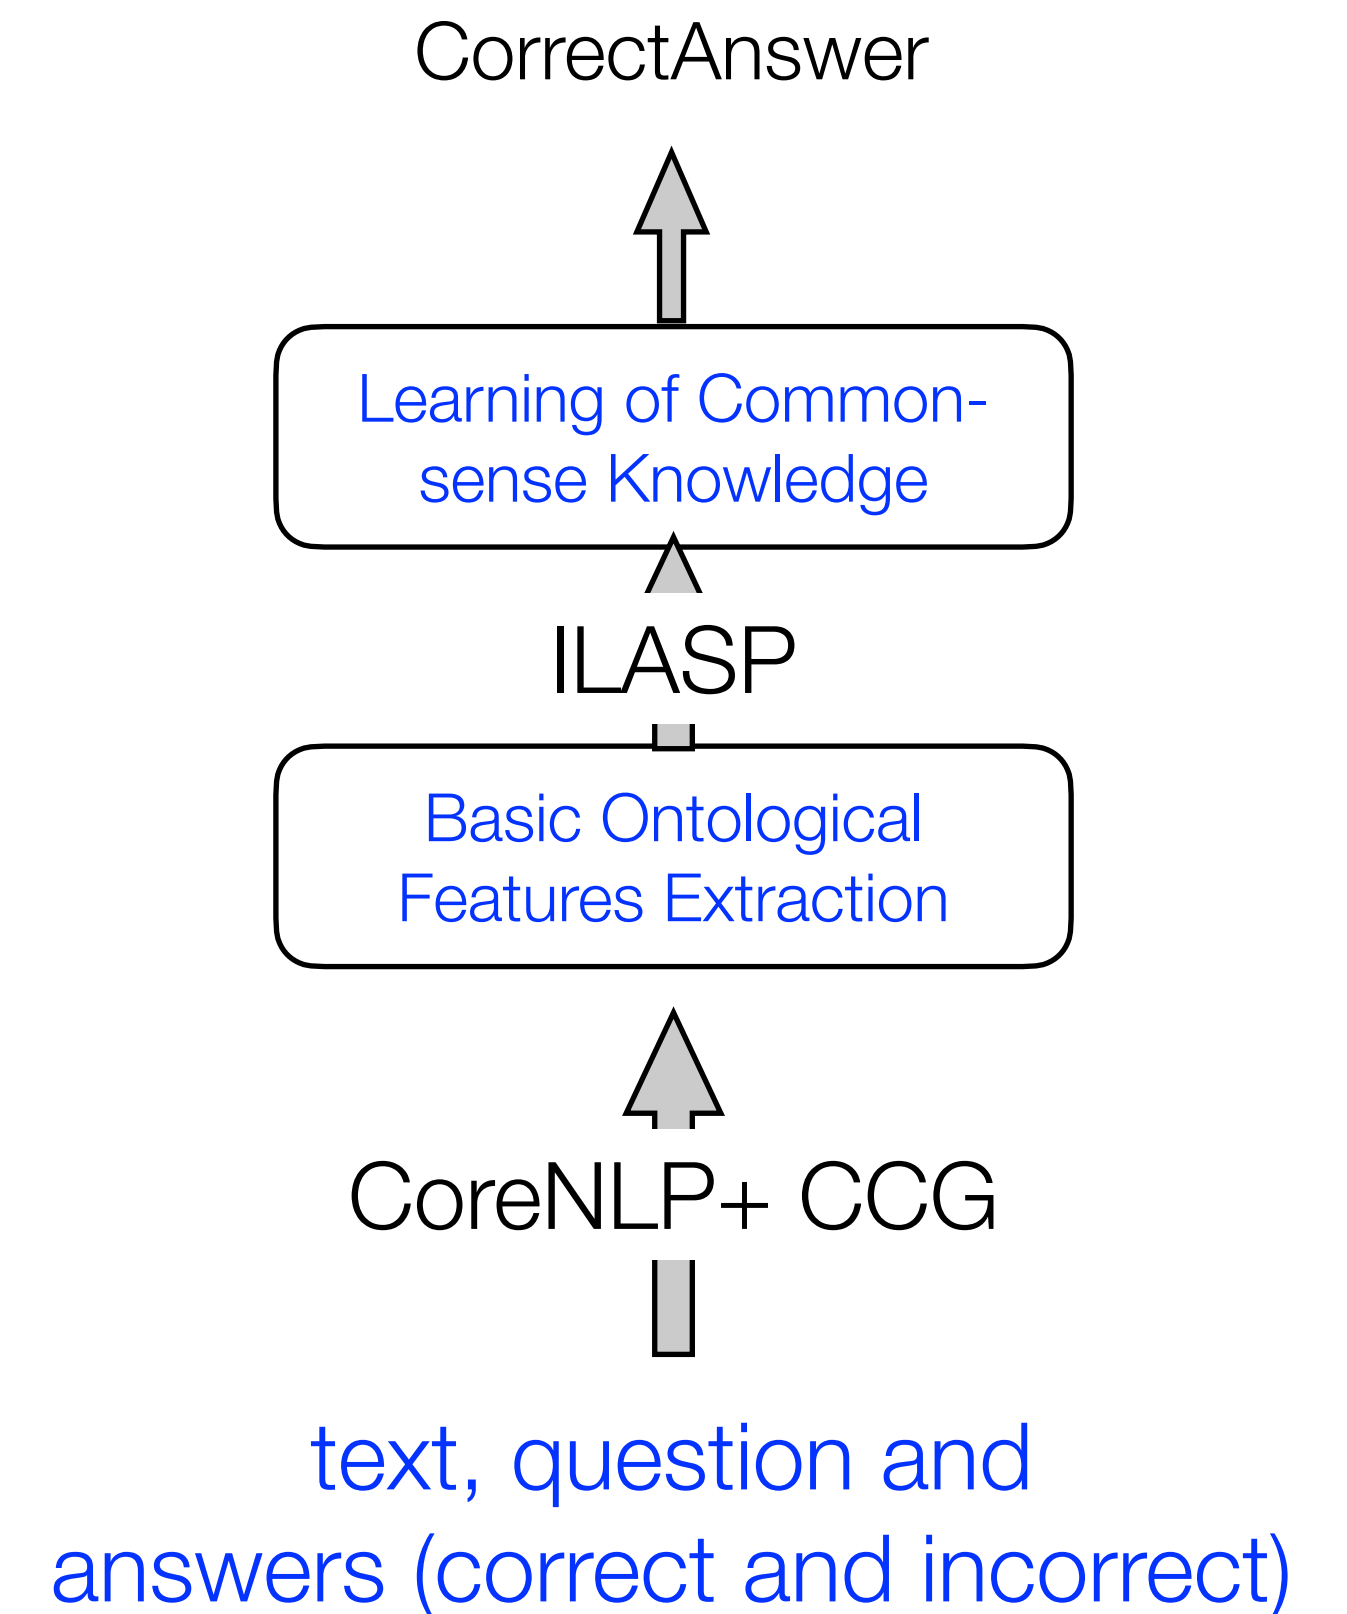 CorrectAnswer
Learning of Common-
sense Knowledge
ILASP
Basic Ontological
Features Extraction
CoreNLP+ CCG
text, question and
answers (correct and incorrect)